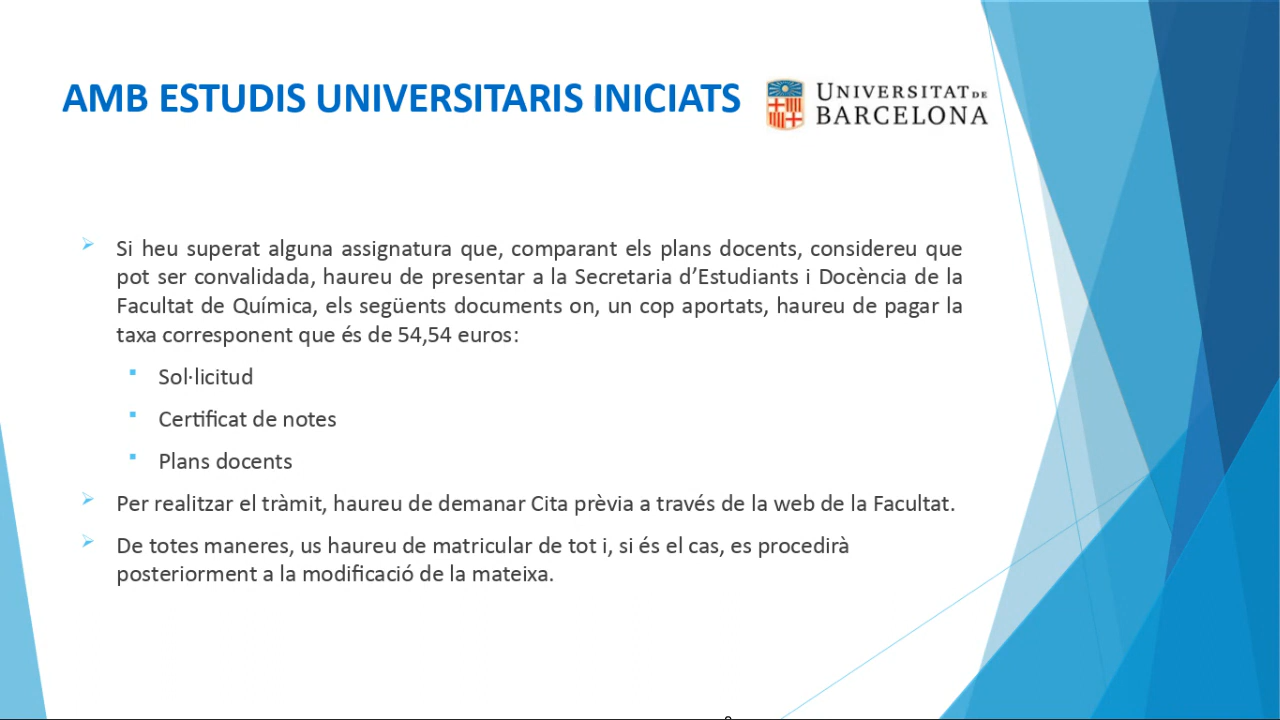 AMB ESTUDIS UNIVERSITARIS INICIATS
UNIVERSITAT DE
BARCELONA
Si heu superat alguna assignatura que, comparant els plans docents, considereu que
pot ser convalidada, haureu de presentar a la Secretaria d’Estudiants i Docència de la
Facultat de Química, els següents documents on, un cop aportats, haureu de pagar la
taxa corresponent que és de 54,54 euros:
Sol·licitud
Certificat de notes
Plans docents
Per realitzar el tràmit, haureu de demanar Cita prèvia a través de la web de la Facultat.
De totes maneres, us haureu de matricular de tot i, si és el cas, es procedirà
posteriorment a la modificació de la mateixa.